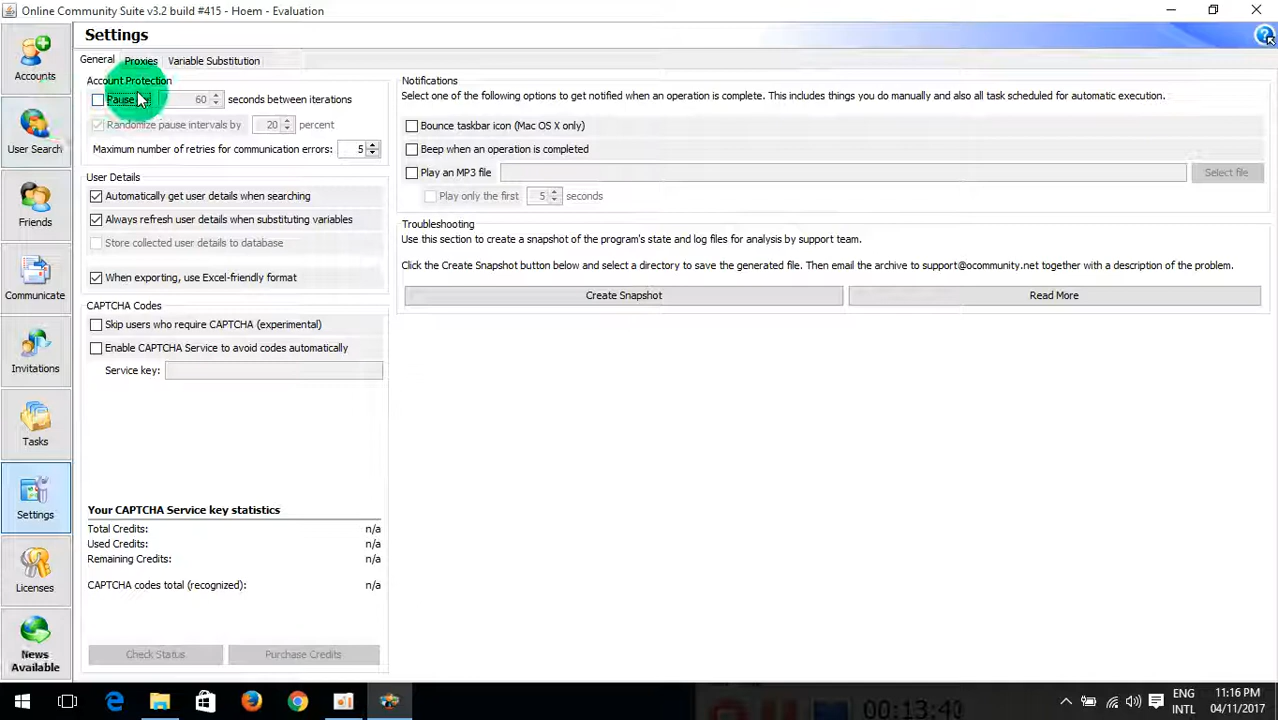 Online Community Suite v3.2 build #415 - Hoem - Evaluation
Settings
General Proxies Variable Substitution
Accounts
User Search
Friends
Communicate
Invitations
Tasks
Settings
Licenses
News
Available
Account Protection
Pause 60 seconds between iterations
Randomize pause intervals by 20 percent
Maximum number of retries for communication errors: 5
User Details
Automatically get user details when searching
Always refresh user details when substituting variables
Store collected user details to database
When exporting, use Excel-friendly format
CAPTCHA Codes
Skip users who require CAPTCHA (experimental)
Enable CAPTCHA Service to avoid codes automatically
Service key:
Your CAPTCHA Service key statistics
Total Credits: n/a
Used Credits: n/a
Remaining Credits: n/a
CAPTCHA codes total (recognized): n/a
Check Status Purchase Credits
Notifications
Select one of the following options to get notified when an operation is complete. This includes things you do manually and also all task scheduled for automatic execution.
Bounce taskbar icon (Mac OS X only)
Beep when an operation is completed
Play an MP3 file Select file
Play only the first 5 seconds
Troubleshooting
Use this section to create a snapshot of the program's state and log files for analysis by support team.
Click the Create Snapshot button below and select a directory to save the generated file. Then email the archive to support@ocommunity.net together with a description of the problem.
Create Snapshot Read More
00:13:40
ENG
INTL
11:16 PM
04/11/2017